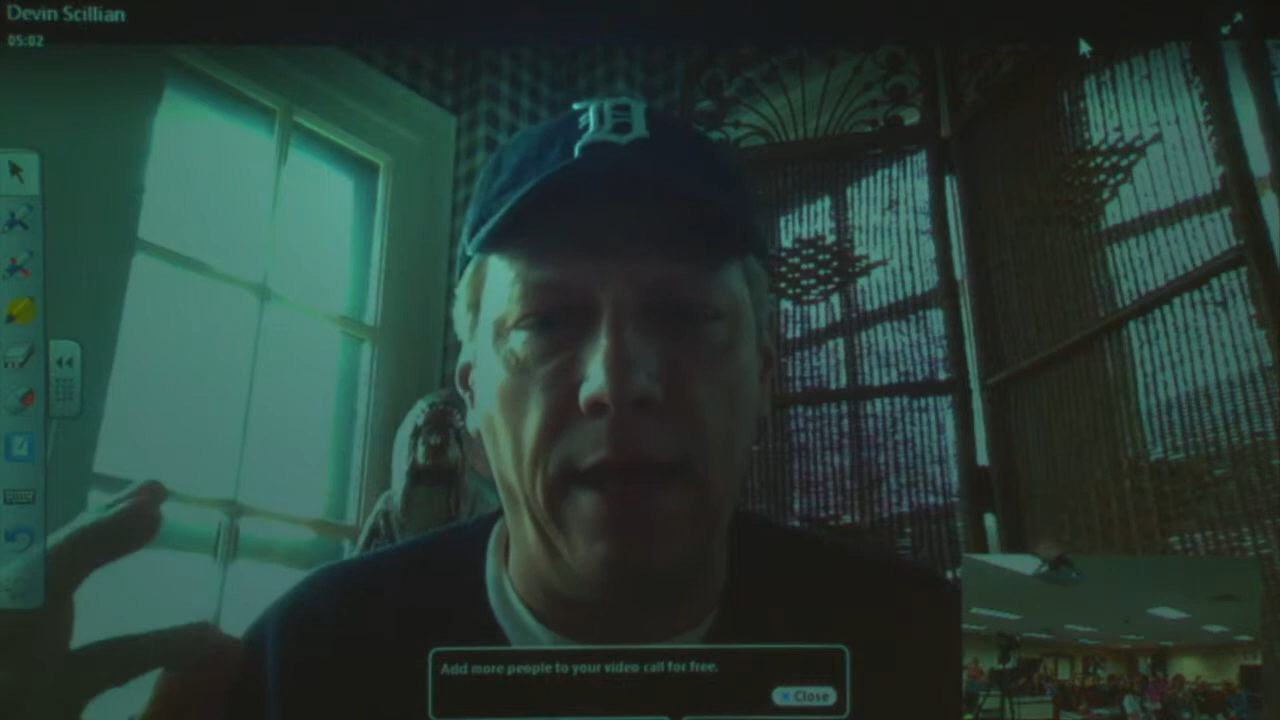 Devin Scillian
05:02
D
Add more people to your video call for free.
× Close